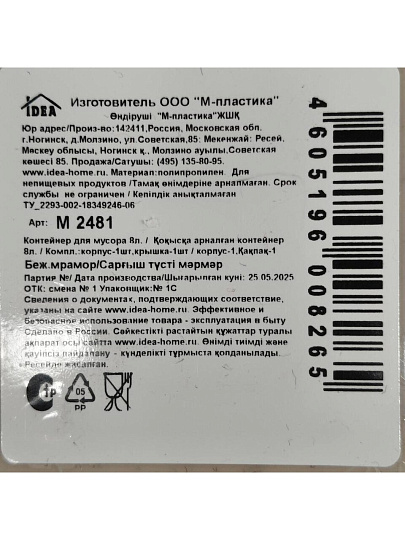 IDEA
Изготовитель ООО "М-пластика"
Өндіруші "М-пластика"ЖШҚ
Юр адрес/Произ-во:142411,Россия, Московская обл.
г.Ногинск, д.Молзино, ул.Советская,85; Мекенжай: Ресей,
Мәскеу облысы, Ногинск қ., Молзино ауылы,Советская
көшесі 85. Продажа/Сатушы: (495) 135-80-95.
www.idea-home.ru. Материал:полипропилен. Для
непищевых продуктов /Тамақ өнімдеріне арналмаған. Срок
службы не ограничен / Кепілдік анықталмаған
ТУ_2293-002-18349246-06
Арт: М 2481
Контейнер для мусора 8л. / Қоқысқа арналған контейнер
8л. / Компл.:корпус-1шт,крышка-1шт / корпус-1,Қақпақ-1
Беж.мрамор/Сарғыш түсті мәрмәр
Партия №/ Дата производства /Шығарылған күні: 25.05.2025
ОТК: смена № 1 Упаковщик:№ 1С
Сведения о документах, подтверждающих соответствие,
указаны на сайте www.idea-home.ru. Эффективное и
безопасное использование товара - эксплуатация в быту
Сделано в России. Сәйкестікті растайтын құжаттар туралы
ақпарат осы сайтта www.idea-home.ru. Өнімді тиімді және
қауіпсіз пайдалану - күнделікті тұрмыста қолданылады.
Ресейде жасалған.
05
PP
4605196008265